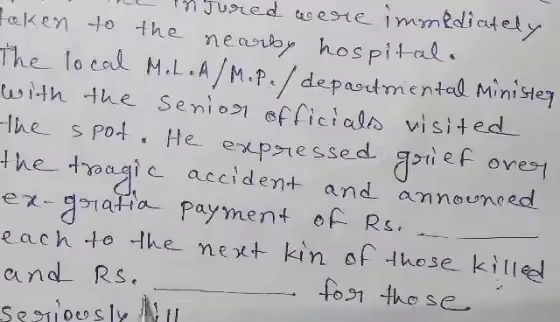 injured were immediately
taken to the nearby hospital.
The local M.L.A/M.P./departmental Minister
with the senior officials visited
the spot. He expressed grief over
the tragic accident and announced
ex-gratia payment of Rs. ______
each to the next kin of those killed
and Rs. ______ for those
seriously ill